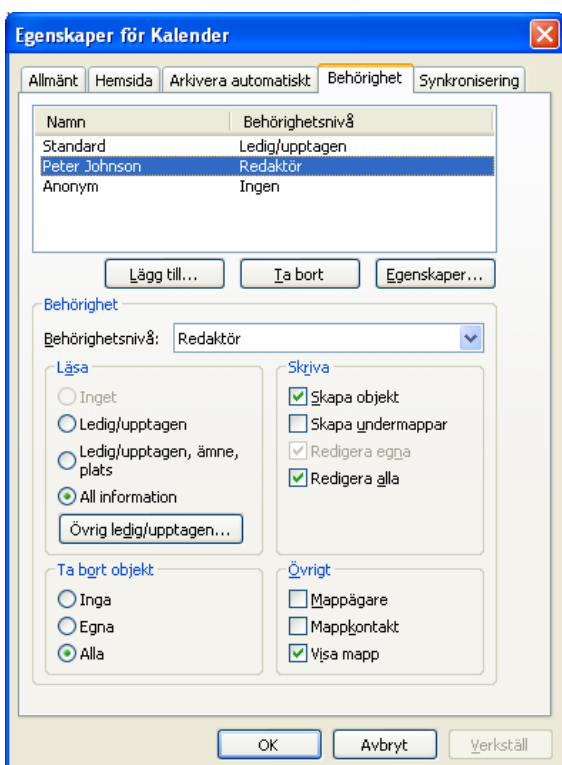 Egenskaper för Kalender
Allmänt Hemsida Arkivera automatiskt Behörighet Synkronisering
Namn Behörighetsnivå
Standard Ledig/upptagen
Peter Johnson Redaktör
Anonym Ingen
Lägg till... Ta bort Egenskaper...
Behörighet
Behörighetsnivå: Redaktör
Läsa
Inget
Ledig/upptagen
Ledig/upptagen, ämne,
plats
All information
Övrig ledig/upptagen...
Skriva
Skapa objekt
Skapa undermappar
Redigera egna
Redigera alla
Ta bort objekt
Inga
Egna
Alla
Övrigt
Mappägare
Mappkontakt
Visa mapp
OK Avbryt Verkställ